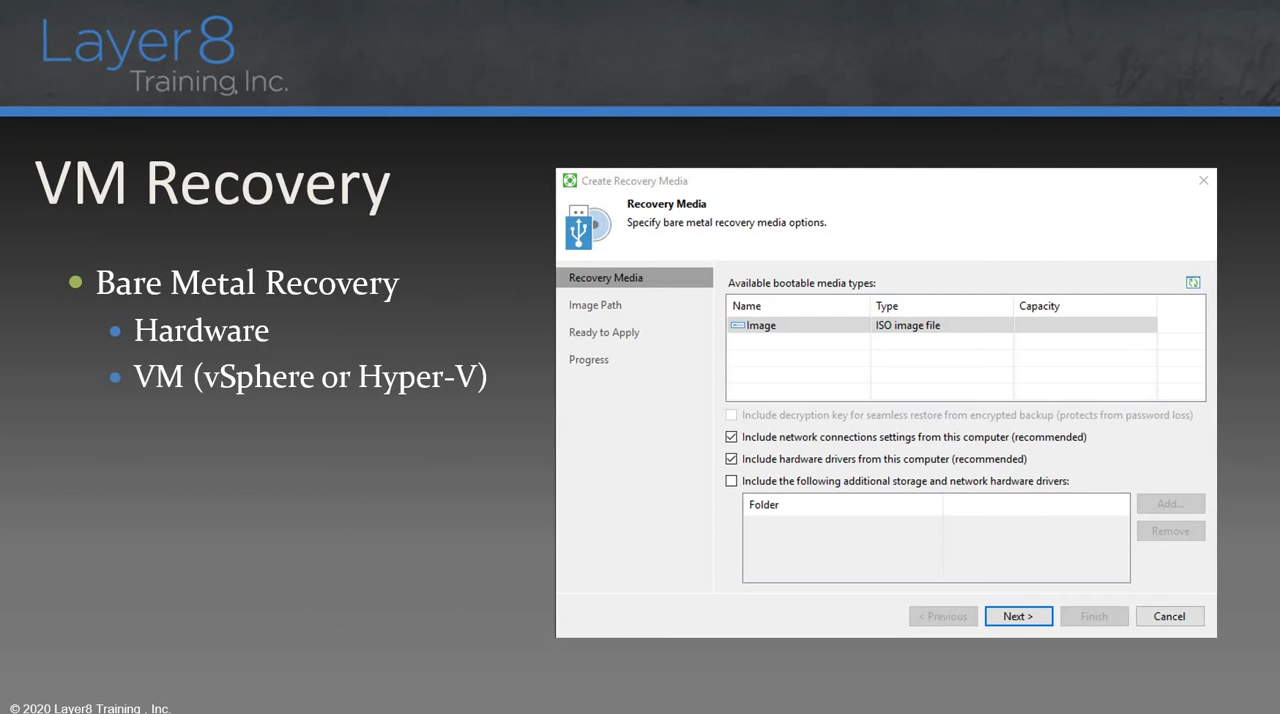 Layer8
Training, Inc.
VM Recovery
Bare Metal Recovery
Hardware
VM (vSphere or Hyper-V)
Create Recovery Media
Recovery Media
Specify bare metal recovery media options.
Recovery Media
Image Path
Ready to Apply
Progress
Available bootable media types:
Name Type Capacity
Image ISO image file
Include decryption key for seamless restore from encrypted backup (protects from password loss)
Include network connections settings from this computer (recommended)
Include hardware drivers from this computer (recommended)
Include the following additional storage and network hardware drivers:
Folder
Add...
Remove
< Previous Next > Finish Cancel
© 2020 Layer8 Training , Inc.